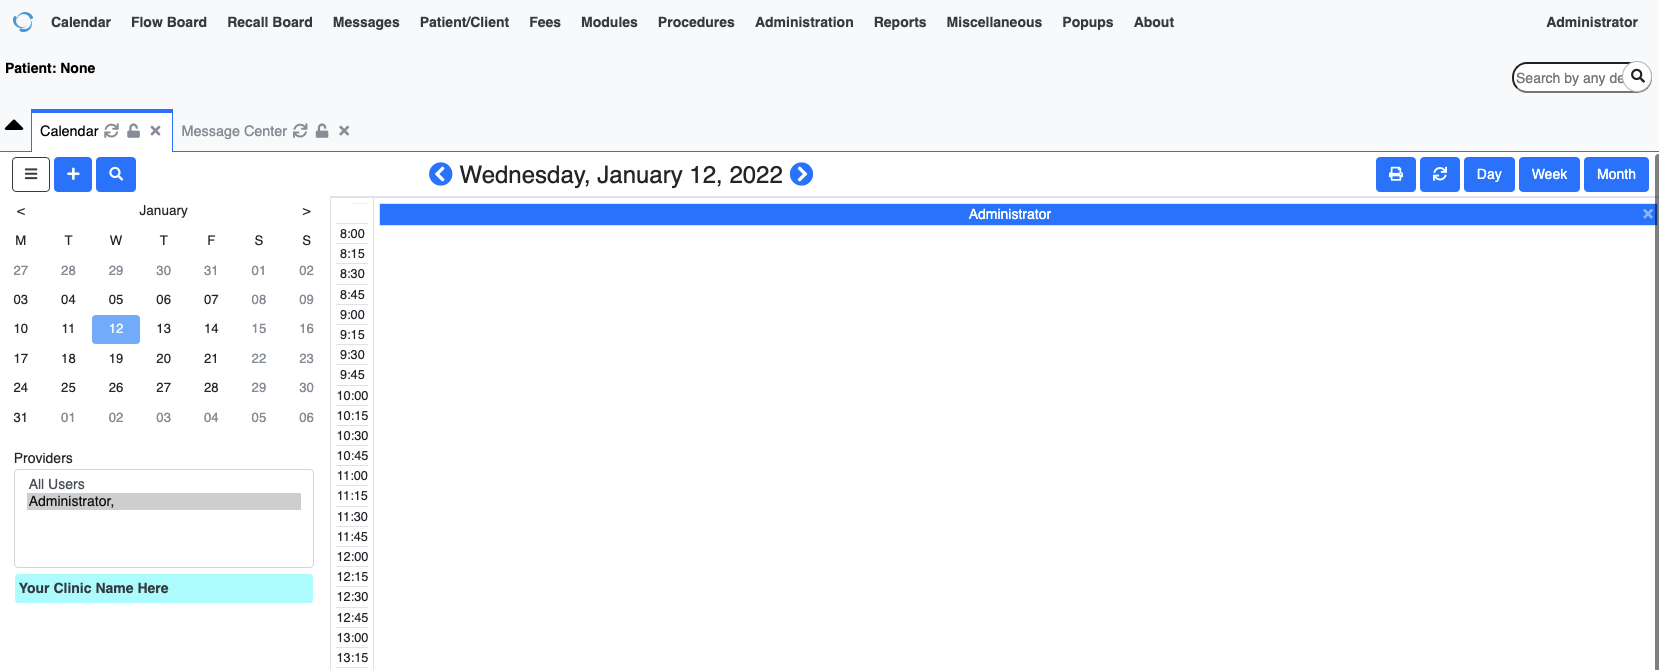 Calendar Flow Board Recall Board Messages Patient/Client Fees Modules Procedures Administration Reports Miscellaneous Popups About Administrator
Patient: None
Search by any de
Calendar Message Center
Wednesday, January 12, 2022
Day Week Month
< January >
M T W T F S S
27 28 29 30 31 01 02
03 04 05 06 07 08 09
10 11 12 13 14 15 16
17 18 19 20 21 22 23
24 25 26 27 28 29 30
31 01 02 03 04 05 06
Providers
All Users
Administrator,
Your Clinic Name Here
Administrator
8:00
8:15
8:30
8:45
9:00
9:15
9:30
9:45
10:00
10:15
10:30
10:45
11:00
11:15
11:30
11:45
12:00
12:15
12:30
12:45
13:00
13:15